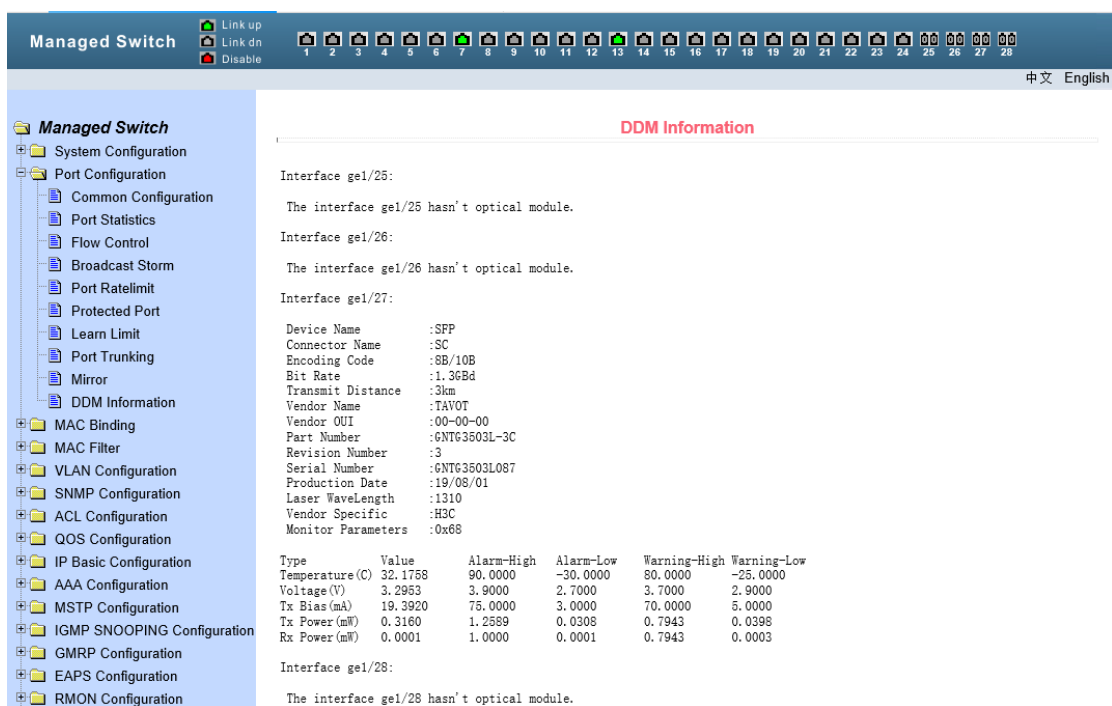 Managed Switch
Link up
Link dn
Disable
1 2 3 4 5 6 7 8 9 10 11 12 13 14 15 16 17 18 19 20 21 22 23 24 25 26 27 28
中文 English
Managed Switch
System Configuration
Port Configuration
Common Configuration
Port Statistics
Flow Control
Broadcast Storm
Port Ratelimit
Protected Port
Learn Limit
Port Trunking
Mirror
DDM Information
MAC Binding
MAC Filter
VLAN Configuration
SNMP Configuration
ACL Configuration
QOS Configuration
IP Basic Configuration
AAA Configuration
MSTP Configuration
IGMP SNOOPING Configuration
GMRP Configuration
EAPS Configuration
RMON Configuration
DDM Information
Interface ge1/25:
The interface ge1/25 hasn't optical module.
Interface ge1/26:
The interface ge1/26 hasn't optical module.
Interface ge1/27:
Device Name :SFP
Connector Name :SC
Encoding Code :8B/10B
Bit Rate :1.3GBd
Transmit Distance :3km
Vendor Name :TAVOT
Vendor OUI :00-00-00
Part Number :GNTG3503L-3C
Revision Number :3
Serial Number :GNTG3503L087
Production Date :19/08/01
Laser WaveLength :1310
Vendor Specific :H3C
Monitor Parameters :0x68
Type Value Alarm-High Alarm-Low Warning-High Warning-Low
Temperature(C) 32.1758 90.0000 -30.0000 80.0000 -25.0000
Voltage(V) 3.2953 3.9000 2.7000 3.7000 2.9000
Tx Bias(mA) 19.3920 75.0000 3.0000 70.0000 5.0000
Tx Power(mW) 0.3160 1.2589 0.0308 0.7943 0.0398
Rx Power(mW) 0.0001 1.0000 0.0001 0.7943 0.0003
Interface ge1/28:
The interface ge1/28 hasn't optical module.